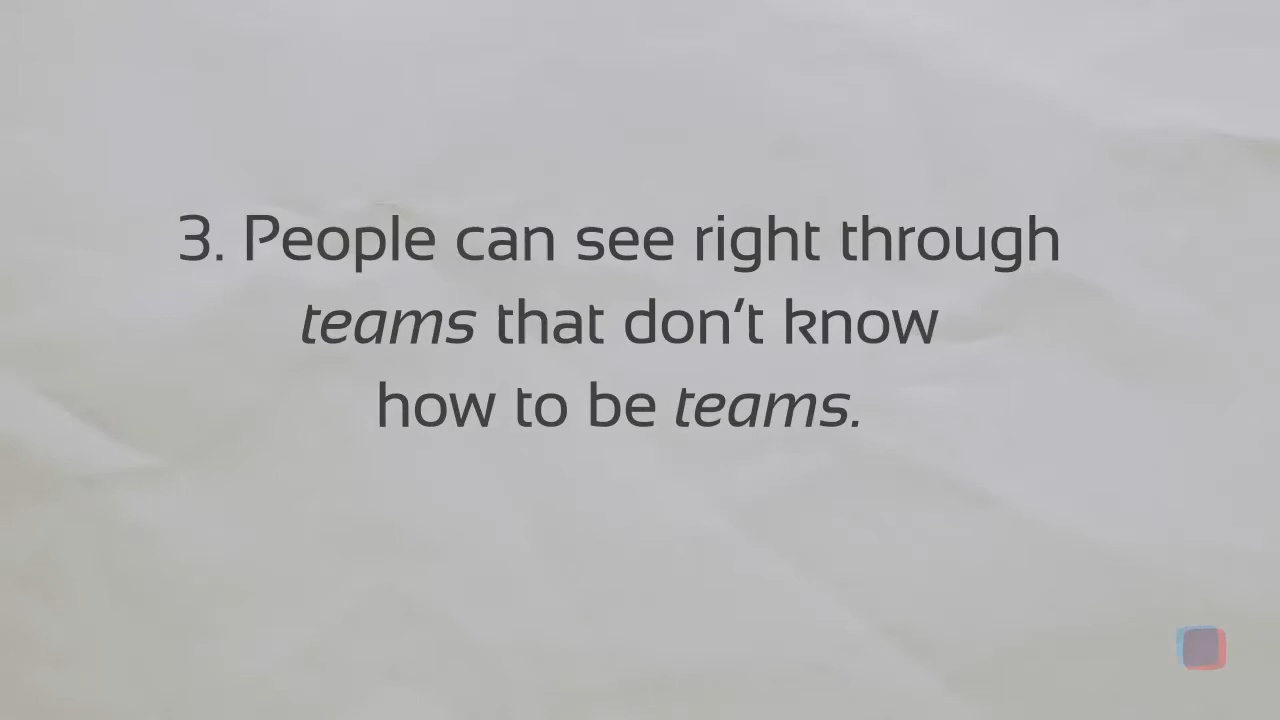 3. People can see right through
teams that don't know
how to be teams.